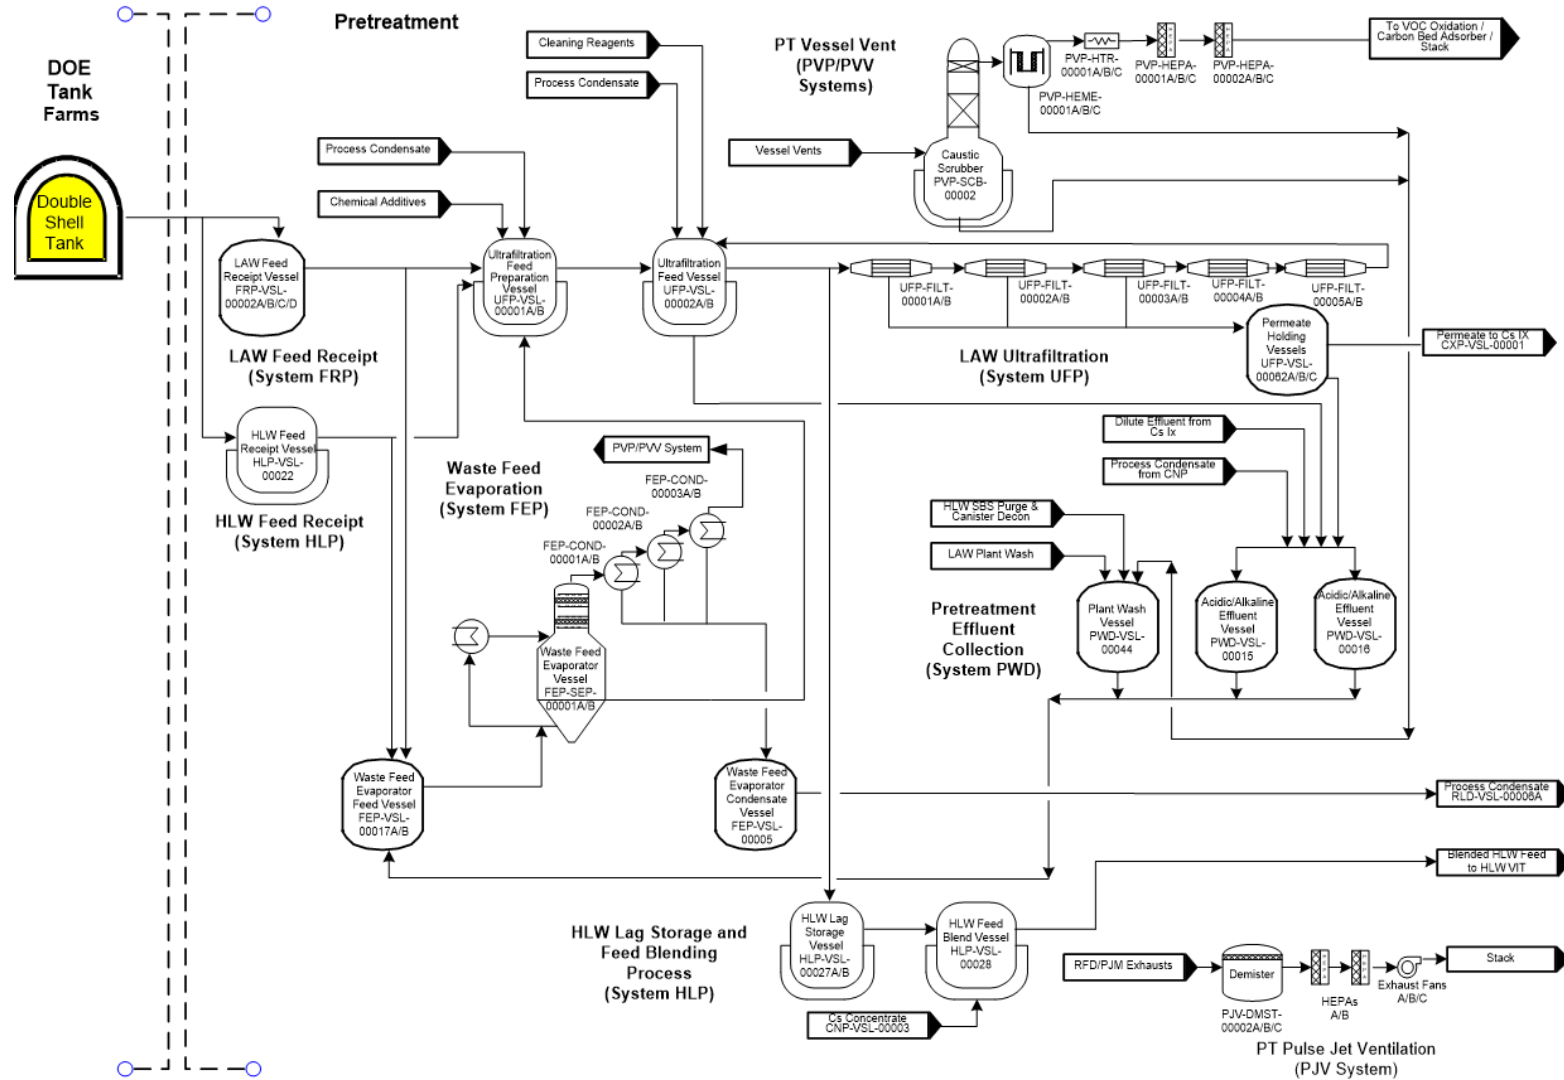 Pretreatment
DOE
Tank
Farms
Double
Shell
Tank
Cleaning Reagents
Process Condensate
Process Condensate
Chemical Additives
PT Vessel Vent
(PVP/PVV
Systems)
Vessel Vents
Caustic
Scrubber
PVP-SCB-
00002
PVP-HEME-
00001A/B/C
PVP-HTR-
00001A/B/C
PVP-HEPA-
00001A/B/C
PVP-HEPA-
00002A/B/C
To VOC Oxidation /
Carbon Bed Adsorber /
Stack
LAW Feed
Receipt Vessel
FRP-VSL-
00002A/B/C/D
LAW Feed Receipt
(System FRP)
Ultrafiltration
Feed
Preparation
Vessel
UFP-VSL-
00001A/B
Ultrafiltration
Feed Vessel
UFP-VSL-
00002A/B
UFP-FILT-
00001A/B
UFP-FILT-
00002A/B
UFP-FILT-
00003A/B
UFP-FILT-
00004A/B
UFP-FILT-
00005A/B
LAW Ultrafiltration
(System UFP)
Permeate
Holding
Vessels
UFP-VSL-
00062A/B/C
Permeate to Cs IX
CXP-VSL-00001
HLW Feed
Receipt Vessel
HLP-VSL-
00022
HLW Feed Receipt
(System HLP)
Waste Feed
Evaporation
(System FEP)
PVP/PVV System
FEP-COND-
00003A/B
FEP-COND-
00002A/B
FEP-COND-
00001A/B
Waste Feed
Evaporator
Vessel
FEP-SEP-
00001A/B
Dilute Effluent from
Cs Ix
Process Condensate
from CNP
HLW SBS Purge &
Canister Decon
LAW Plant Wash
Pretreatment
Effluent
Collection
(System PWD)
Plant Wash
Vessel
PWD-VSL-
00044
Acidic/Alkaline
Effluent
Vessel
PWD-VSL-
00015
Acidic/Alkaline
Effluent
Vessel
PWD-VSL-
00016
Waste Feed
Evaporator
Feed Vessel
FEP-VSL-
00017A/B
Waste Feed
Evaporator
Condensate
Vessel
FEP-VSL-
00005
Process Condensate
RLD-VSL-00006A
Blended HLW Feed
to HLW VIT
HLW Lag Storage and
Feed Blending
Process
(System HLP)
HLW Lag
Storage
Vessel
HLP-VSL-
00027A/B
HLW Feed
Blend Vessel
HLP-VSL-
00028
Cs Concentrate
CNP-VSL-00003
RFD/PJM Exhausts
Demister
PJV-DMST-
00002A/B/C
HEPAs
A/B
Exhaust Fans
A/B/C
Stack
PT Pulse Jet Ventilation
(PJV System)